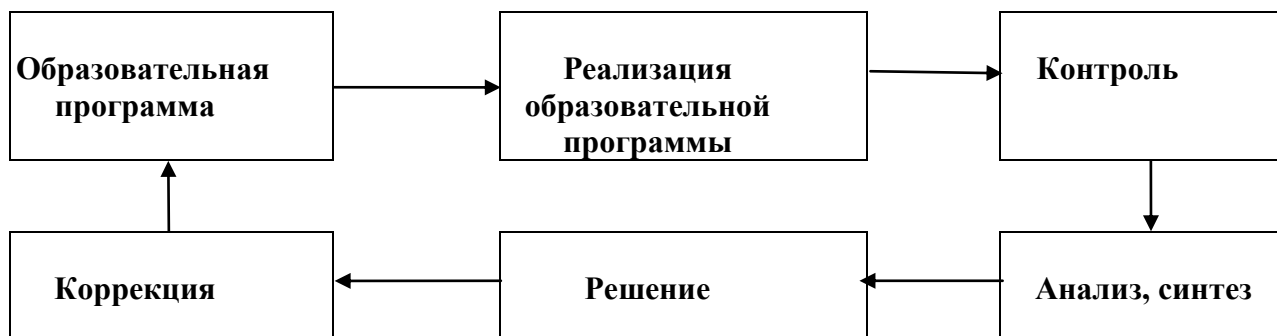 Образовательная
программа
Реализация
образовательной
программы
Контроль
Коррекция
Решение
Анализ, синтез